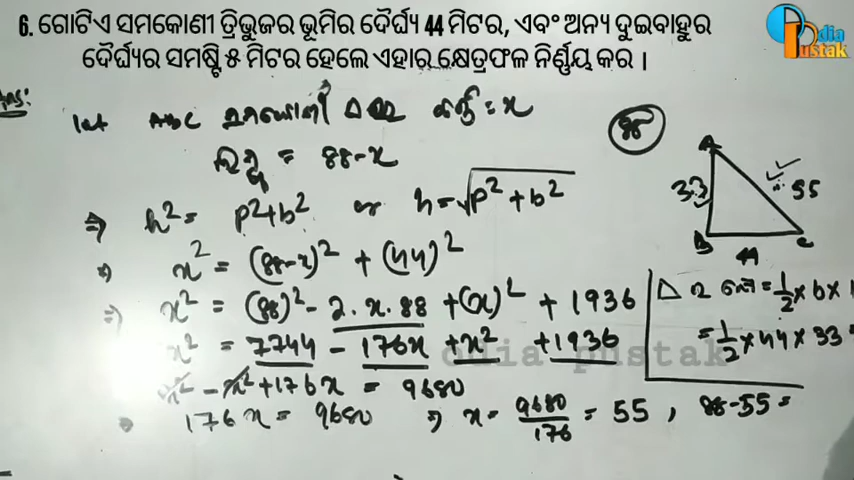 6. ଗୋଟିଏ ସମକୋଣୀ ତ୍ରିଭୁଜର ଭୂମିର ଦୈର୍ଘ୍ୟ 44 ମିଟର, ଏବଂ ଅନ୍ୟ ଦୁଇବାହୁର
ଦୈର୍ଘ୍ୟର ସମଷ୍ଟି ୫ ମିଟର ହେଲେ ଏହାର କ୍ଷେତ୍ରଫଳ ନିର୍ଣ୍ଣୟ କର ।
Odia
Pustak
Ans:
let ABC ସମକୋଣୀ Δ ର କର୍ଣ୍ଣ = x
ଲମ୍ବ = 88-x
88
⇒ h² = p²+b² or h = √p²+b²
A
33
55
B
44
C
⇒ x² = (88-x)² + (44)²
⇒ x² = (88)² - 2.x.88 + (x)² + 1936
Δ ର = 1/2 × b ×
x² = 7744 - 176x + x² + 1936
= 1/2 × 44 × 33 =
odia pustak
x² - x² + 176x = 9680
176x = 9680 ⇒ x = 9680/176 = 55, 88-55 =